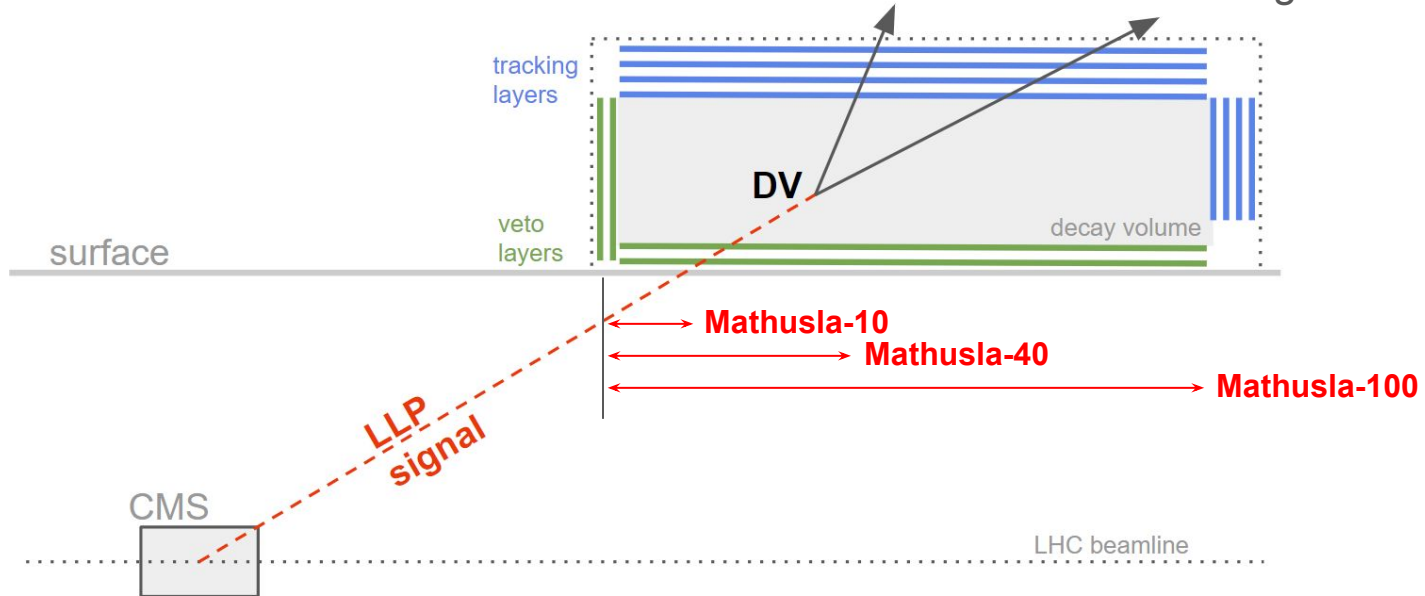 tracking
layers
DV
veto
layers
decay volume
surface
Mathusla-10
Mathusla-40
Mathusla-100
LLP
signal
CMS
LHC beamline